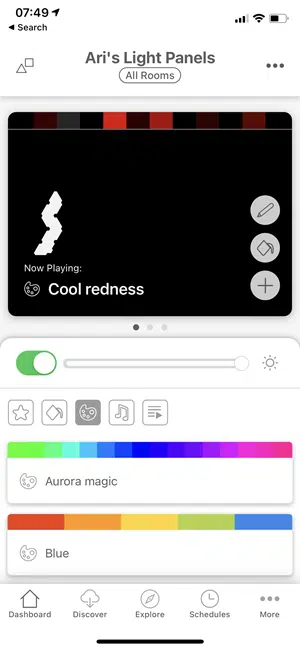 07:49
Search
Ari's Light Panels
All Rooms
Now Playing:
Cool redness
Aurora magic
Blue
Dashboard
Discover
Explore
Schedules
More